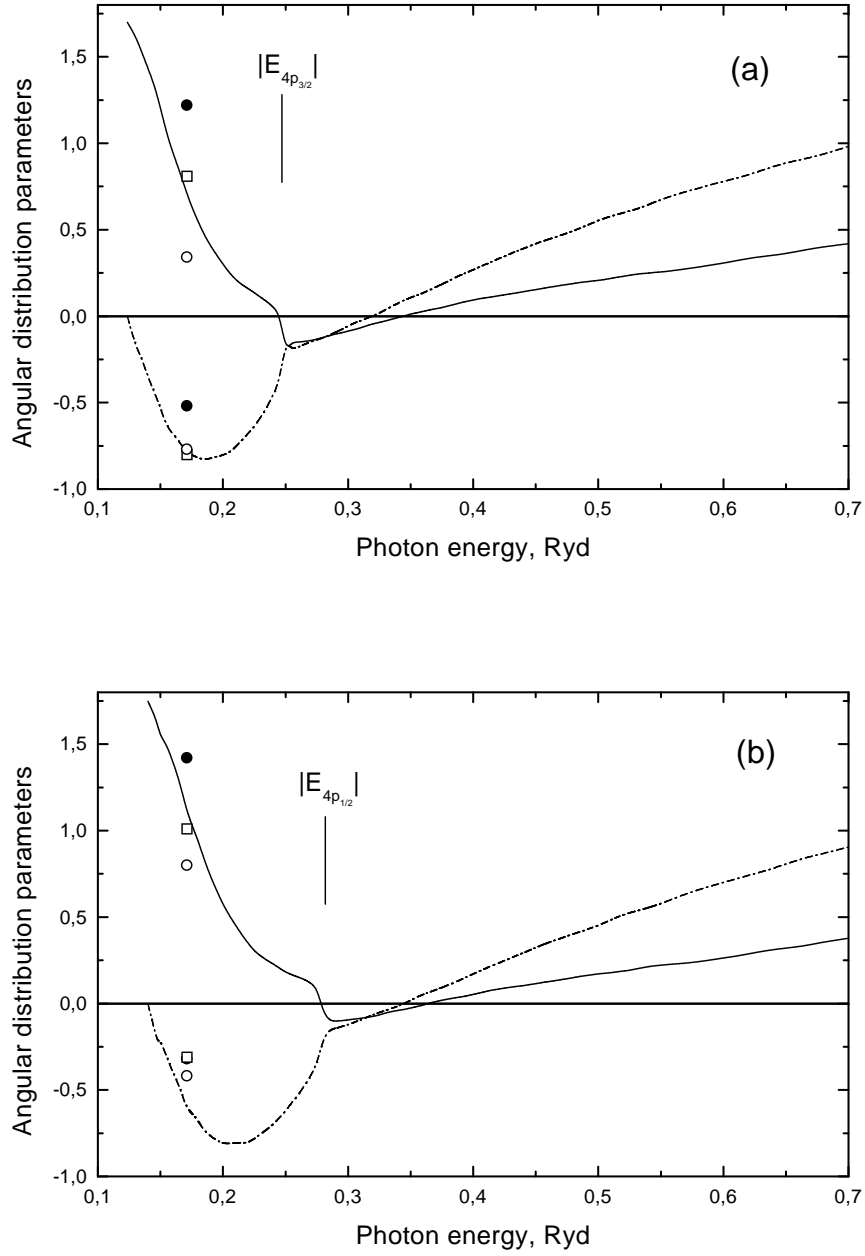 (a)
|E4p3/2|
1,5
1,0
0,5
0,0
-0,5
-1,0
Angular distribution parameters
0,1 0,2 0,3 0,4 0,5 0,6 0,7
Photon energy, Ryd
(b)
|E4p1/2|
1,5
1,0
0,5
0,0
-0,5
-1,0
Angular distribution parameters
0,1 0,2 0,3 0,4 0,5 0,6 0,7
Photon energy, Ryd